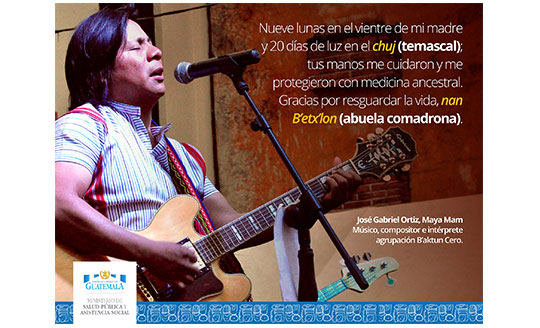 Nueve lunas en el vientre de mi madre
y 20 días de luz en el chuj (temascal);
tus manos me cuidaron y me
protegieron con medicina ancestral.
Gracias por resguardar la vida, nan
B'etx'lon (abuela comadrona).
José Gabriel Ortiz, Maya Mam
Músico, compositor e intérprete
agrupación B'aktun Cero.
GUATEMALA
MINISTERIO DE
SALUD PÚBLICA Y
ASISTENCIA SOCIAL